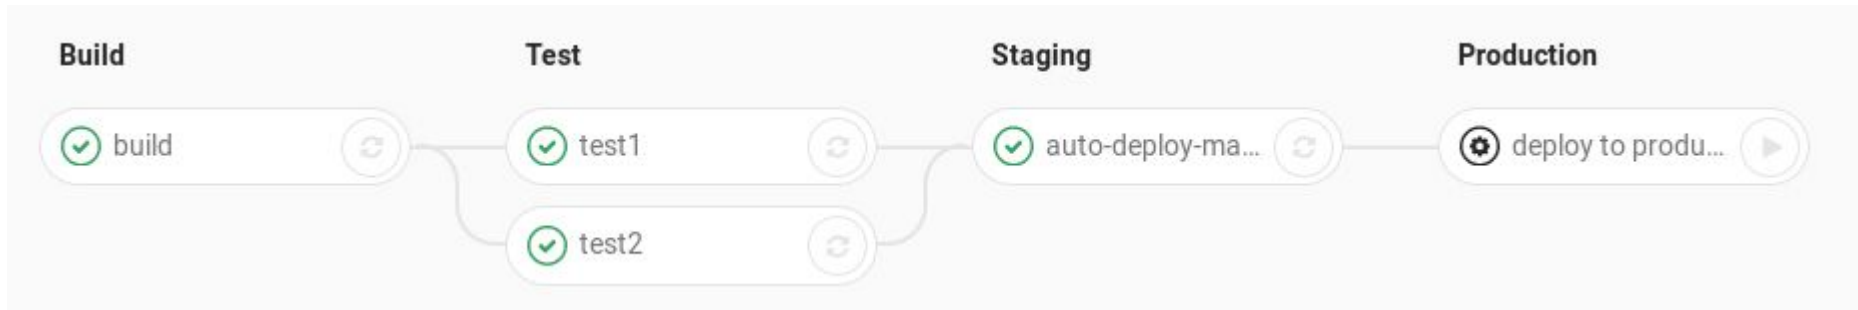 Build
Test
Staging
Production
build
test1
auto-deploy-ma...
deploy to produ...
test2